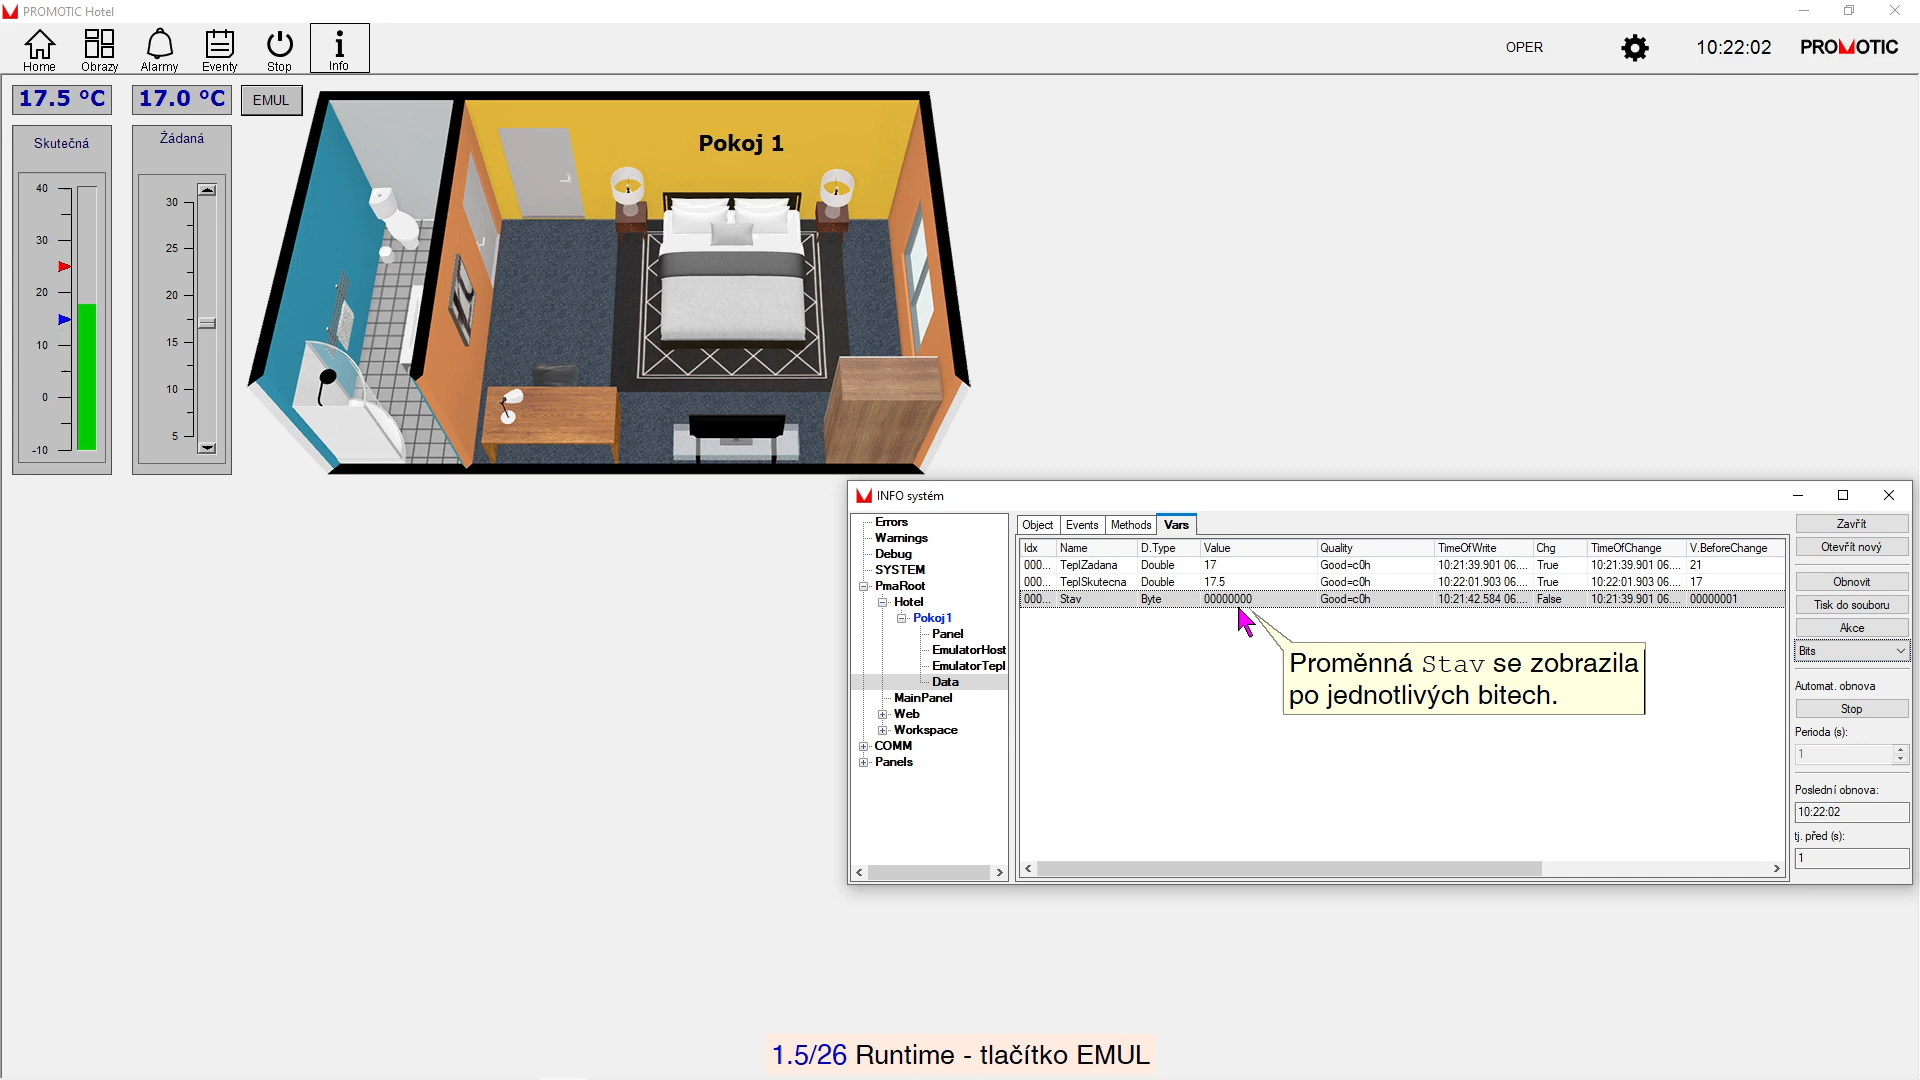 PROMOTIC Hotel
Home Obrazy Alarmy Eventy Stop Info
OPER 10:22:02 PROMOTIC
17.5 °C 17.0 °C EMUL
Skutečná
40
30
20
10
0
-10
Žádaná
30
25
20
15
10
5
Pokoj 1
INFO systém
Errors
Warnings
Debug
SYSTEM
PmaRoot
Hotel
Pokoj1
Panel
EmulatorHost
EmulatorTepl
Data
MainPanel
Web
Workspace
COMM
Panels
Object Events Methods Vars
Idx Name D.Type Value Quality TimeOfWrite Chg TimeOfChange V.BeforeChange
000... TeplZadana Double 17 Good=c0h 10:21:39.901 06.... True 10:21:39.901 06.... 21
000... TeplSkutecna Double 17.5 Good=c0h 10:22:01.903 06.... True 10:22:01.903 06.... 17
000... Stav Byte 00000000 Good=c0h 10:21:42.584 06.... False 10:21:39.901 06.... 00000001
Proměnná Stav se zobrazila
po jednotlivých bitech.
Zavřít
Otevřít nový
Obnovit
Tisk do souboru
Akce
Bits
Automat. obnova
Stop
Perioda (s):
1
Poslední obnova:
10:22:02
tj. před (s):
1
1.5/26 Runtime - tlačítko EMUL